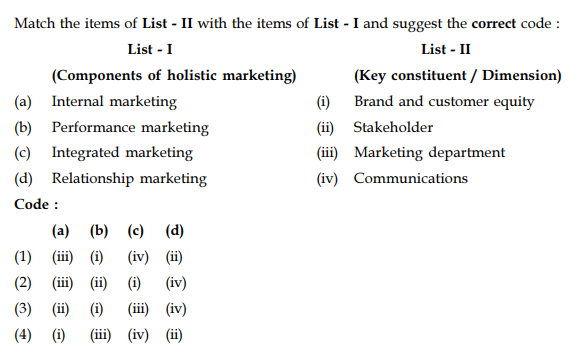 Match the items of List - II with the items of List - I and suggest the correct code :
List - I List - II
(Components of holistic marketing) (Key constituent / Dimension)
(a) Internal marketing (i) Brand and customer equity
(b) Performance marketing (ii) Stakeholder
(c) Integrated marketing (iii) Marketing department
(d) Relationship marketing (iv) Communications
Code :
(a) (b) (c) (d)
(1) (iii) (i) (iv) (ii)
(2) (iii) (ii) (i) (iv)
(3) (ii) (i) (iii) (iv)
(4) (i) (iii) (iv) (ii)